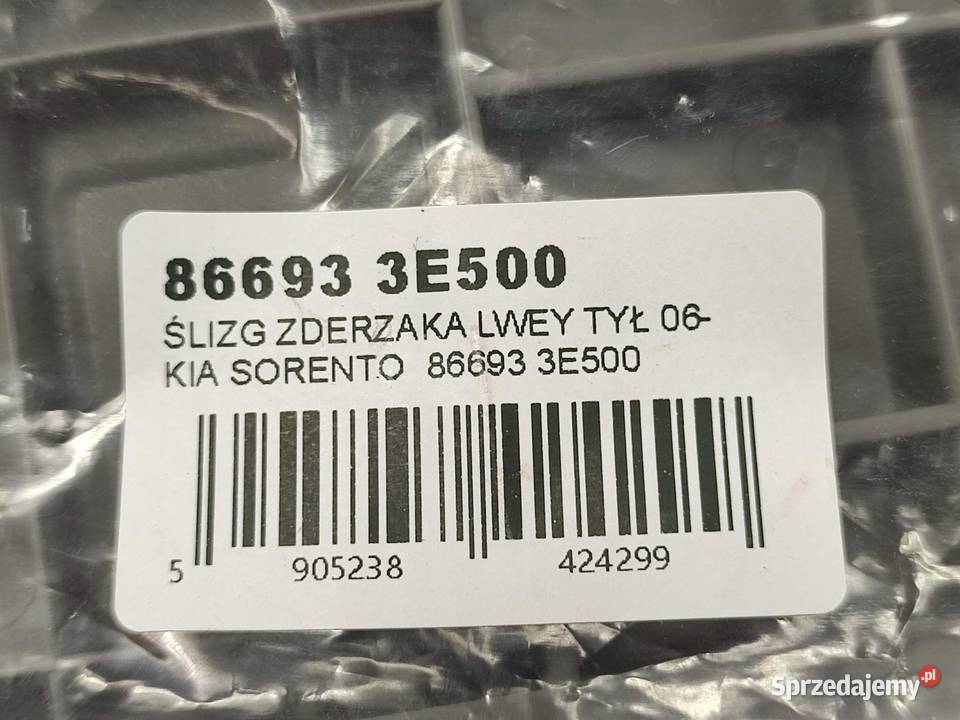 86693 3E500
ŚLIZG ZDERZAKA LWEY TYŁ 06-
KIA SORENTO 86693 3E500
5 905238 424299
Sprzedajemy.pl